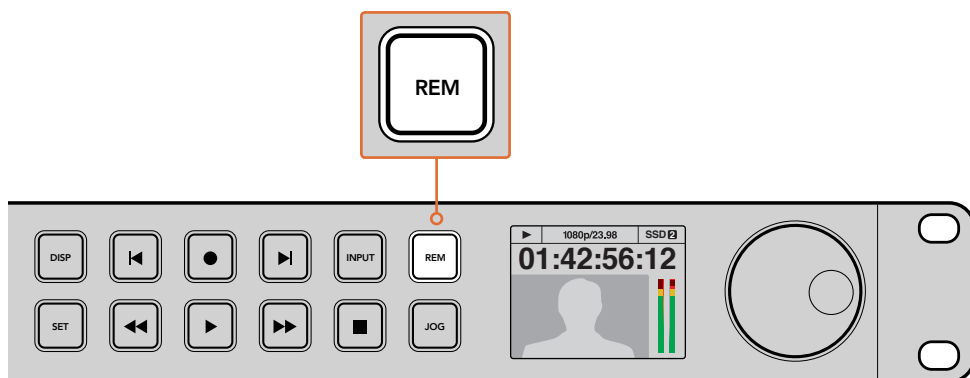 REM
DISP
INPUT
REM
1080p/23.98
SSD 2
01:42:56:12
SET
JOG